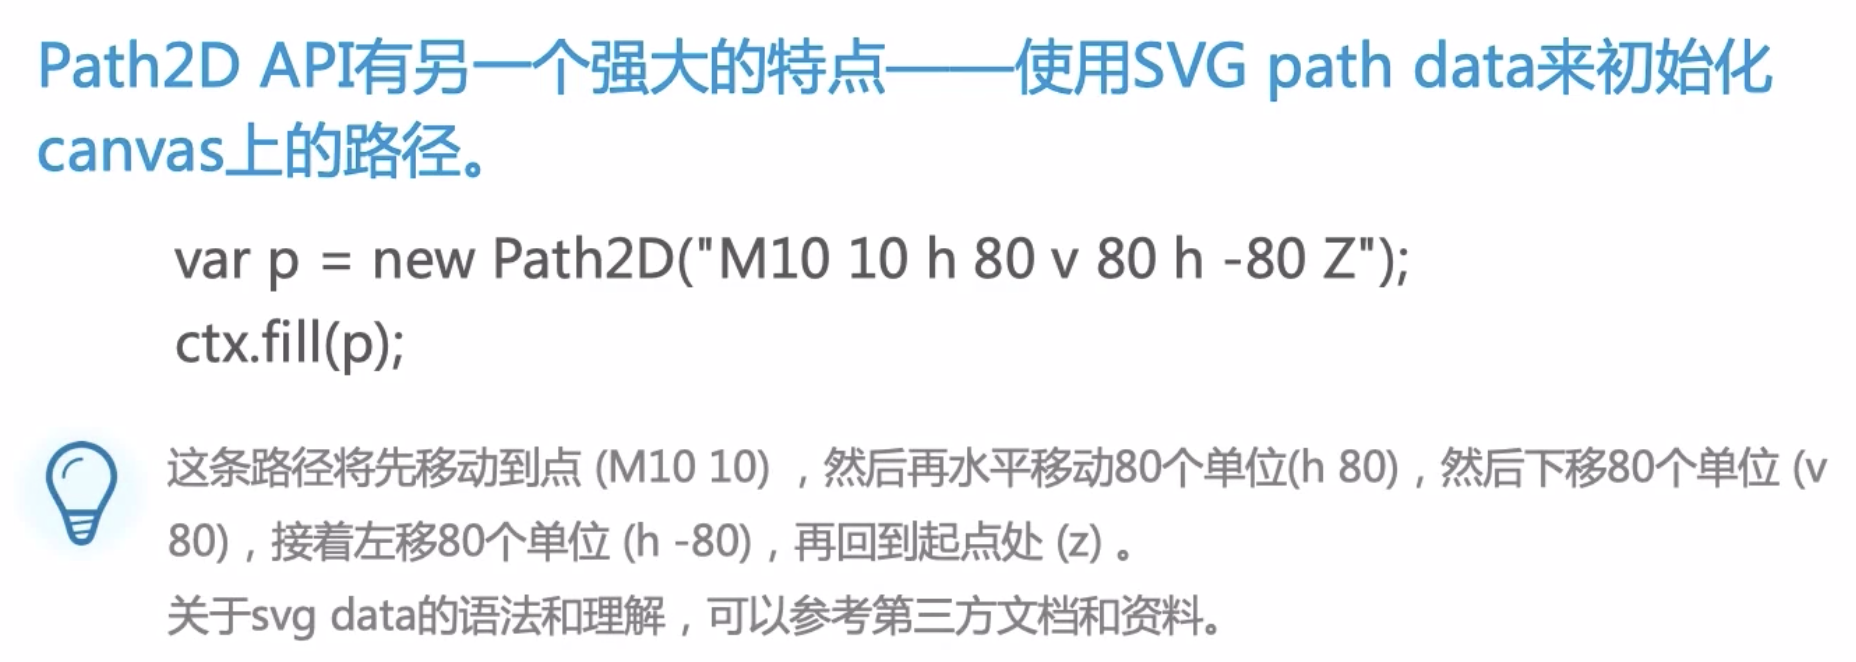 Path2D API有另一个强大的特点——使用SVG path data来初始化
canvas上的路径。
var p = new Path2D("M10 10 h 80 v 80 h -80 Z");
ctx.fill(p);
这条路径将先移动到点 (M10 10) ，然后再水平移动80个单位(h 80)，然后下移80个单位 (v
80)，接着左移80个单位 (h -80)，再回到起点处 (z) 。
关于svg data的语法和理解，可以参考第三方文档和资料。